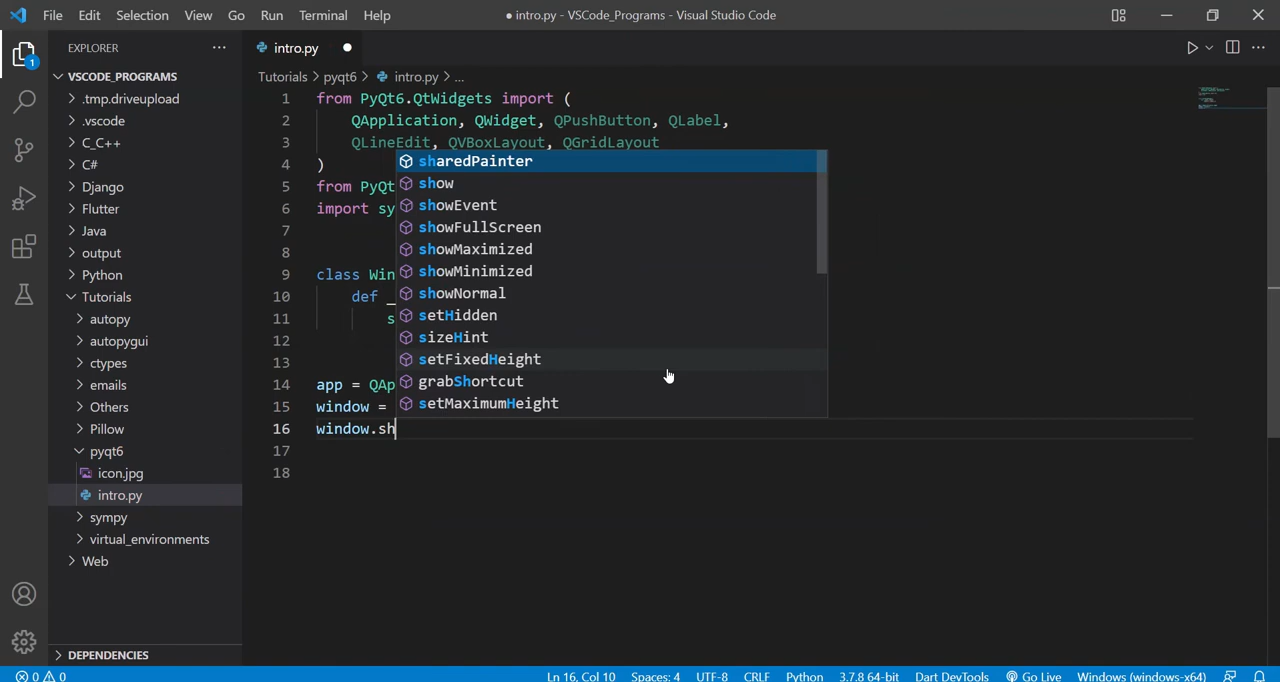 File Edit Selection View Go Run Terminal Help
● intro.py - VSCode_Programs - Visual Studio Code
EXPLORER
intro.py
VSCODE_PROGRAMS
Tutorials > pyqt6 > intro.py > ...
.tmp.driveupload
.vscode
C_C++
C#
Django
Flutter
Java
output
Python
Tutorials
autopy
autopygui
ctypes
emails
Others
Pillow
pyqt6
icon.jpg
intro.py
sympy
virtual_environments
Web
DEPENDENCIES
1 from PyQt6.QtWidgets import (
2 QApplication, QWidget, QPushButton, QLabel,
3 QLineEdit, QVBoxLayout, QGridLayout
4 )
5 from PyQt
6 import sy
7
8
9 class Win
10 def _
11 s
12
13
14 app = QAp
15 window =
16 window.sh
17
18
sharedPainter
show
showEvent
showFullScreen
showMaximized
showMinimized
showNormal
setHidden
sizeHint
setFixedHeight
grabShortcut
setMaximumHeight
1
0 0
Ln 16, Col 10 Spaces: 4 UTF-8 CRLF Python 3.7.8 64-bit Dart DevTools Go Live Windows (windows-x64)